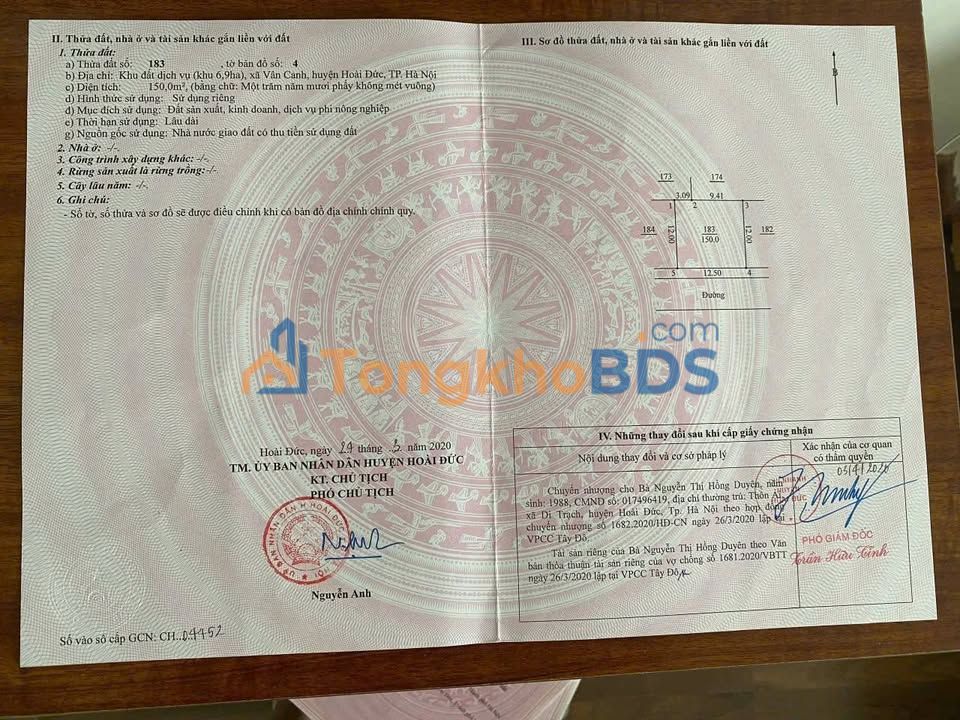 II. Thửa đất, nhà ở và tài sản khác gắn liền với đất
1. Thửa đất:
a) Thửa đất số: 183 , tờ bản đồ số: 4
b) Địa chỉ: Khu đất dịch vụ (khu 6,9ha), xã Vân Canh, huyện Hoài Đức, TP. Hà Nội
c) Diện tích: 150,0m², (bằng chữ: Một trăm năm mươi phẩy không mét vuông)
d) Hình thức sử dụng: Sử dụng riêng
đ) Mục đích sử dụng: Đất sản xuất, kinh doanh, dịch vụ phi nông nghiệp
e) Thời hạn sử dụng: Lâu dài
g) Nguồn gốc sử dụng: Nhà nước giao đất có thu tiền sử dụng đất
2. Nhà ở: -/-.
3. Công trình xây dựng khác: -/-.
4. Rừng sản xuất là rừng trồng:-/-
5. Cây lâu năm: -/-.
6. Ghi chú:
- Số tờ, số thửa và sơ đồ sẽ được điều chỉnh khi có bản đồ địa chính chính quy.
Hoài Đức, ngày tháng 3 năm 2020
TM. ỦY BAN NHÂN DÂN HUYỆN HOÀI ĐỨC
KT. CHỦ TỊCH
PHÓ CHỦ TỊCH
Nguyễn Anh
Số vào sổ cấp GCN: CH..04452
III. Sơ đồ thửa đất, nhà ở và tài sản khác gắn liền với đất
B
173 174
3.09 9.41
1 2 3
184 12.00 183 12.00 182
150.0
5 12.50 4
Đường
TongkhoBDS.com
IV. Những thay đổi sau khi cấp giấy chứng nhận
Nội dung thay đổi và cơ sở pháp lý
Xác nhận của cơ quan
có thẩm quyền
Chuyển nhượng cho Bà Nguyễn Thị Hồng Duyên, năm
sinh: 1988, CMND số: 017496419, địa chỉ thường trú: Thôn
xã Di Trạch, huyện Hoài Đức, Tp. Hà Nội theo hợp đồng
chuyển nhượng số 1682.2020/HĐ-CN ngày 26/3/2020 lập tại
VPCC Tây Đô.
Tài sản riêng của Bà Nguyễn Thị Hồng Duyên theo Văn
bản thỏa thuận tài sản riêng của vợ chồng số 1681.2020/VBTT
ngày 26/3/2020 lập tại VPCC Tây Đô
PHÓ GIÁM ĐỐC
Trần Hữu Tỉnh